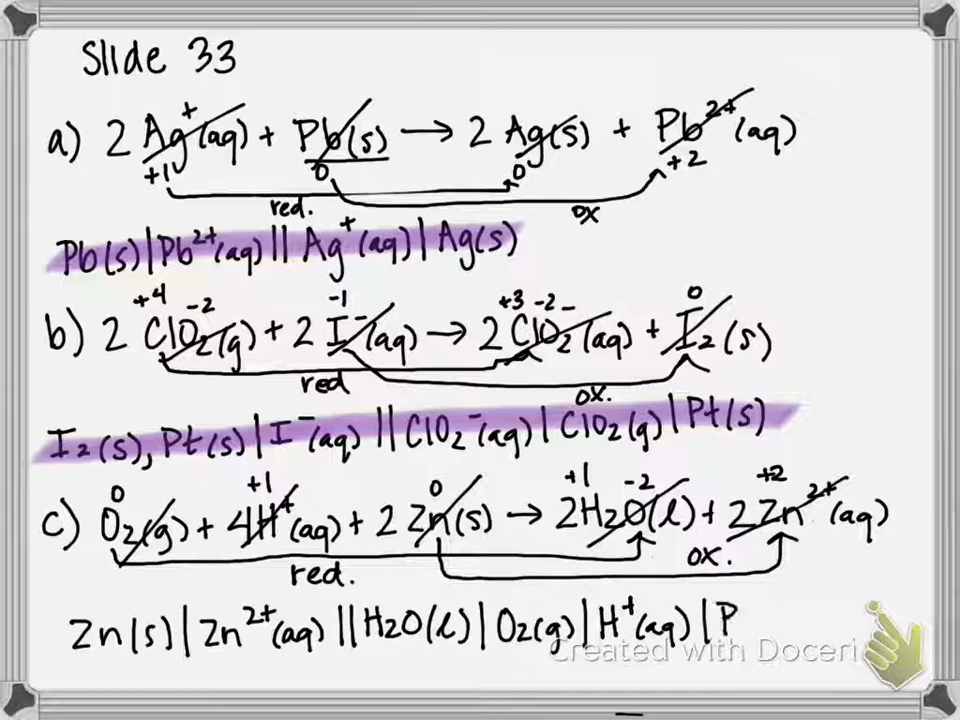 Slide 33
a) 2 Ag⁺(aq) + Pb(s) → 2 Ag(s) + Pb²⁺(aq)
+1 0 0 +2
red. ox
Pb(s)|Pb²⁺(aq)||Ag⁺(aq)|Ag(s)
+4 -2 -1 +3 -2 0
b) 2 ClO₂(g) + 2 I⁻(aq) → 2 ClO₂⁻(aq) + I₂(s)
red ox.
I₂(s), Pt(s)|I⁻(aq)||ClO₂⁻(aq)|ClO₂(g)|Pt(s)
0 +1 0 +1 -2 +2
c) O₂(g) + 4H⁺(aq) + 2 Zn(s) → 2H₂O(l) + 2 Zn²⁺(aq)
red. ox.
Zn(s)|Zn²⁺(aq)||H₂O(l)|O₂(g)|H⁺(aq)|P
Created with Doceri